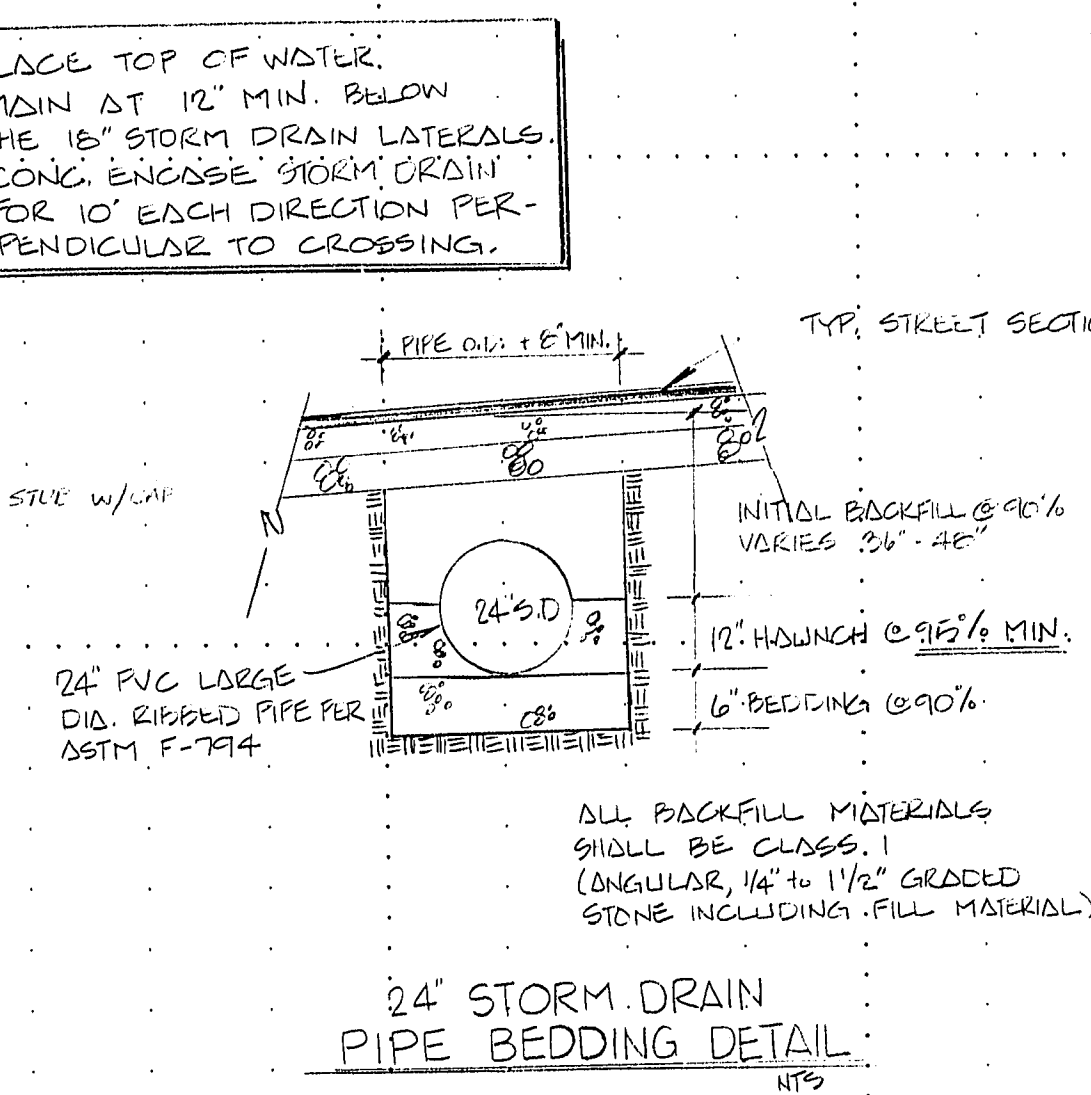 LACE TOP OF WATER.
MAIN AT 12" MIN. BELOW
HE 18" STORM DRAIN LATERALS.
CONC. ENCASE STORM DRAIN
FOR 10' EACH DIRECTION PER-
PENDICULAR TO CROSSING.
TYP. STREET SECTIO
PIPE O.D. + 8" MIN.
STUB W/CAP
INITIAL BACKFILL @ 90%
VARIES 36" - 48"
24" S.D
12" HAUNCH @ 95% MIN.
24" PVC LARGE
DIA. RIBBED PIPE PER
ASTM F-794
6" BEDDING @ 90%
ALL BACKFILL MATERIALS
SHALL BE CLASS. 1
(ANGULAR, 1/4" to 1 1/2" GRADED
STONE INCLUDING FILL MATERIAL)
24" STORM DRAIN
PIPE BEDDING DETAIL
NTS